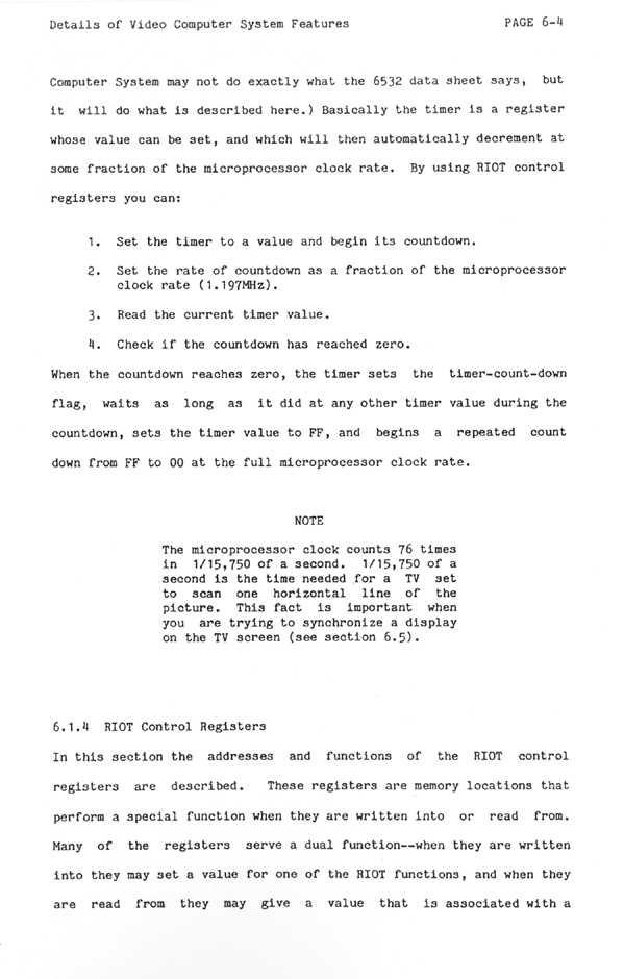 Details of Video Computer System Features PAGE 6-4
Computer System may not do exactly what the 6532 data sheet says, but
it will do what is described here.) Basically the timer is a register
whose value can be set, and which will then automatically decrement at
some fraction of the microprocessor clock rate. By using RIOT control
registers you can:
1. Set the timer to a value and begin its countdown.
2. Set the rate of countdown as a fraction of the microprocessor
clock rate (1.197MHz).
3. Read the current timer value.
4. Check if the countdown has reached zero.
When the countdown reaches zero, the timer sets the timer-count-down
flag, waits as long as it did at any other timer value during the
countdown, sets the timer value to FF, and begins a repeated count
down from FF to 00 at the full microprocessor clock rate.
NOTE
The microprocessor clock counts 76 times
in 1/15,750 of a second. 1/15,750 of a
second is the time needed for a TV set
to scan one horizontal line of the
picture. This fact is important when
you are trying to synchronize a display
on the TV screen (see section 6.5).
6.1.4 RIOT Control Registers
In this section the addresses and functions of the RIOT control
registers are described. These registers are memory locations that
perform a special function when they are written into or read from.
Many of the registers serve a dual function--when they are written
into they may set a value for one of the RIOT functions, and when they
are read from they may give a value that is associated with a